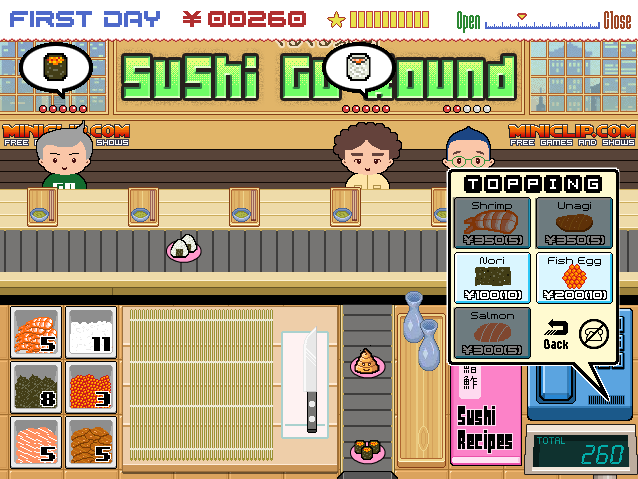 FIRST DAY ¥00260 Open Close
Sushi Go Round
MINICLIP.COM
FREE GAMES AND SHOWS
MINICLIP.COM
FREE GAMES AND SHOWS
TOPPING
Shrimp Unagi
¥350(5) ¥350(5)
Nori Fish Egg
¥100(10) ¥200(10)
Salmon
¥300(5)
Back
5 11
8 3
5 5
Sushi
Recipes
TOTAL
260